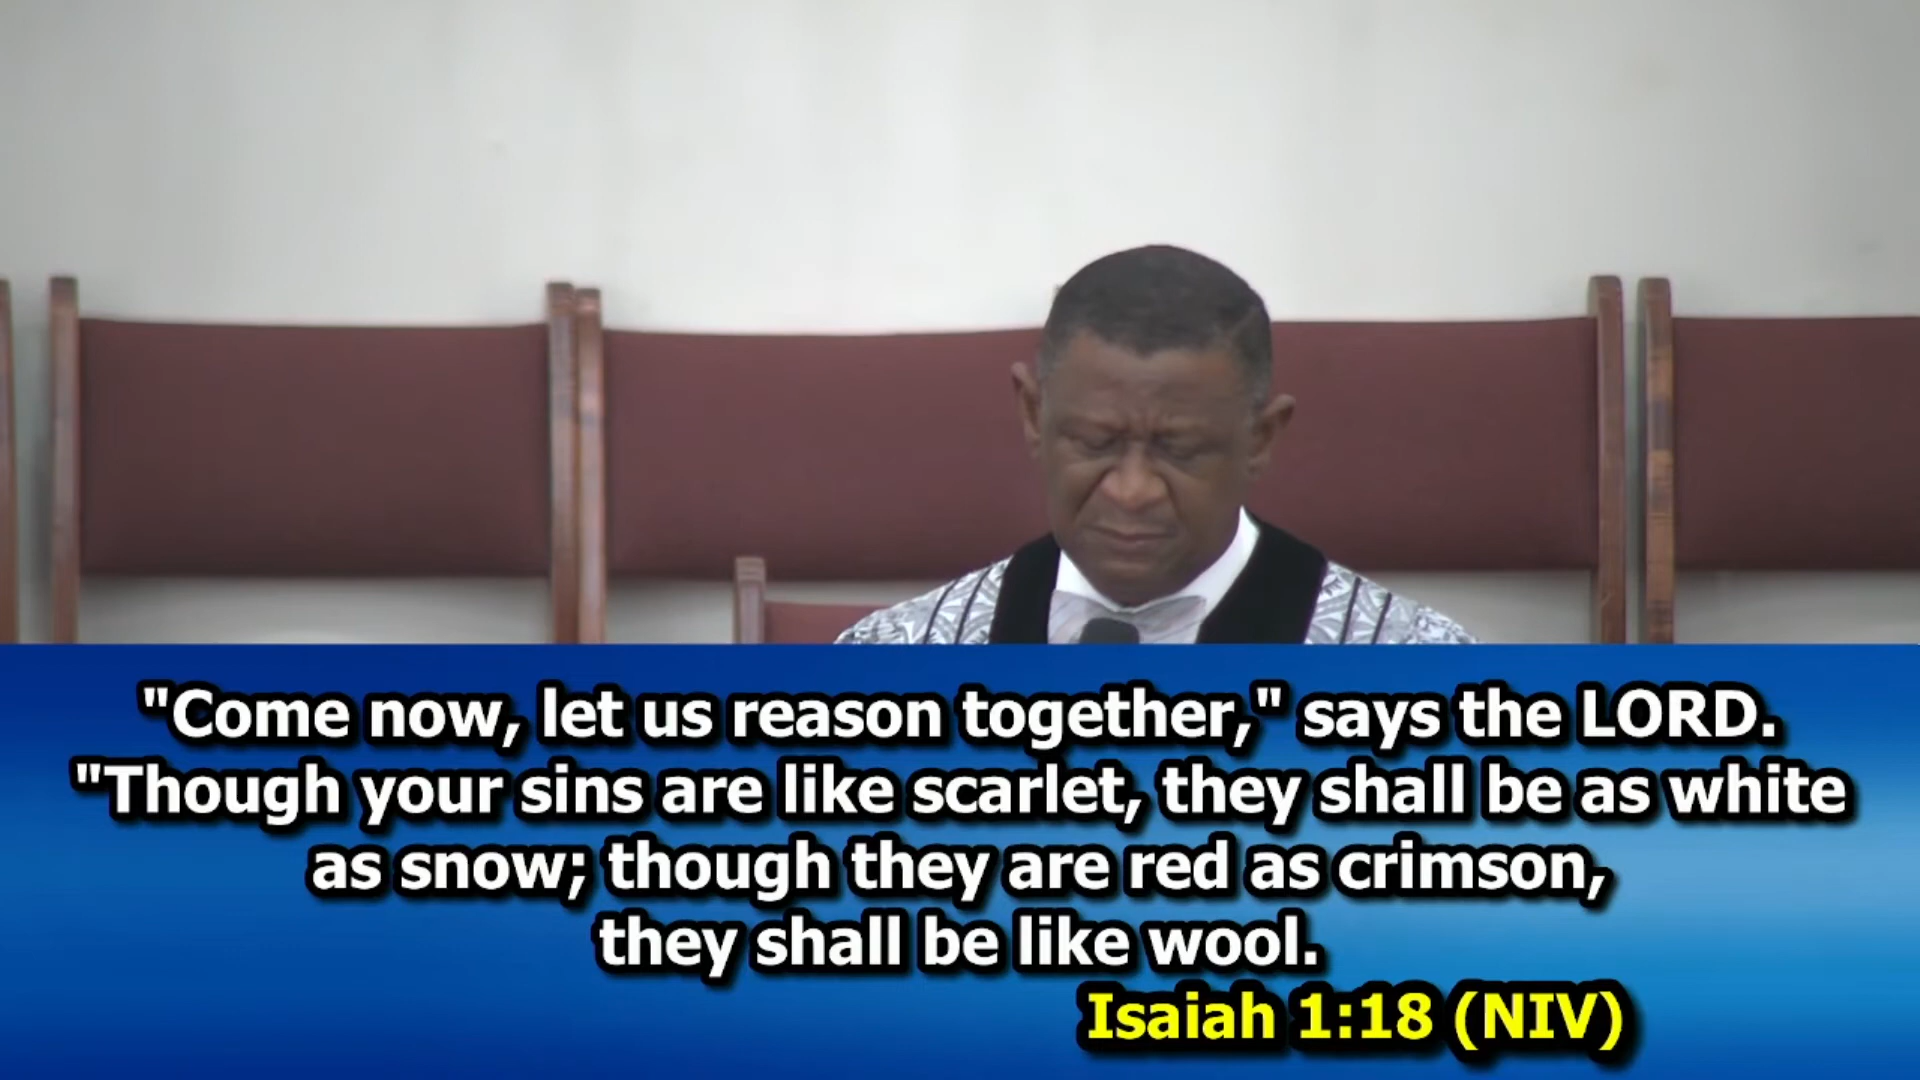 "Come now, let us reason together," says the LORD.
"Though your sins are like scarlet, they shall be as white
as snow; though they are red as crimson,
they shall be like wool.
Isaiah 1:18 (NIV)